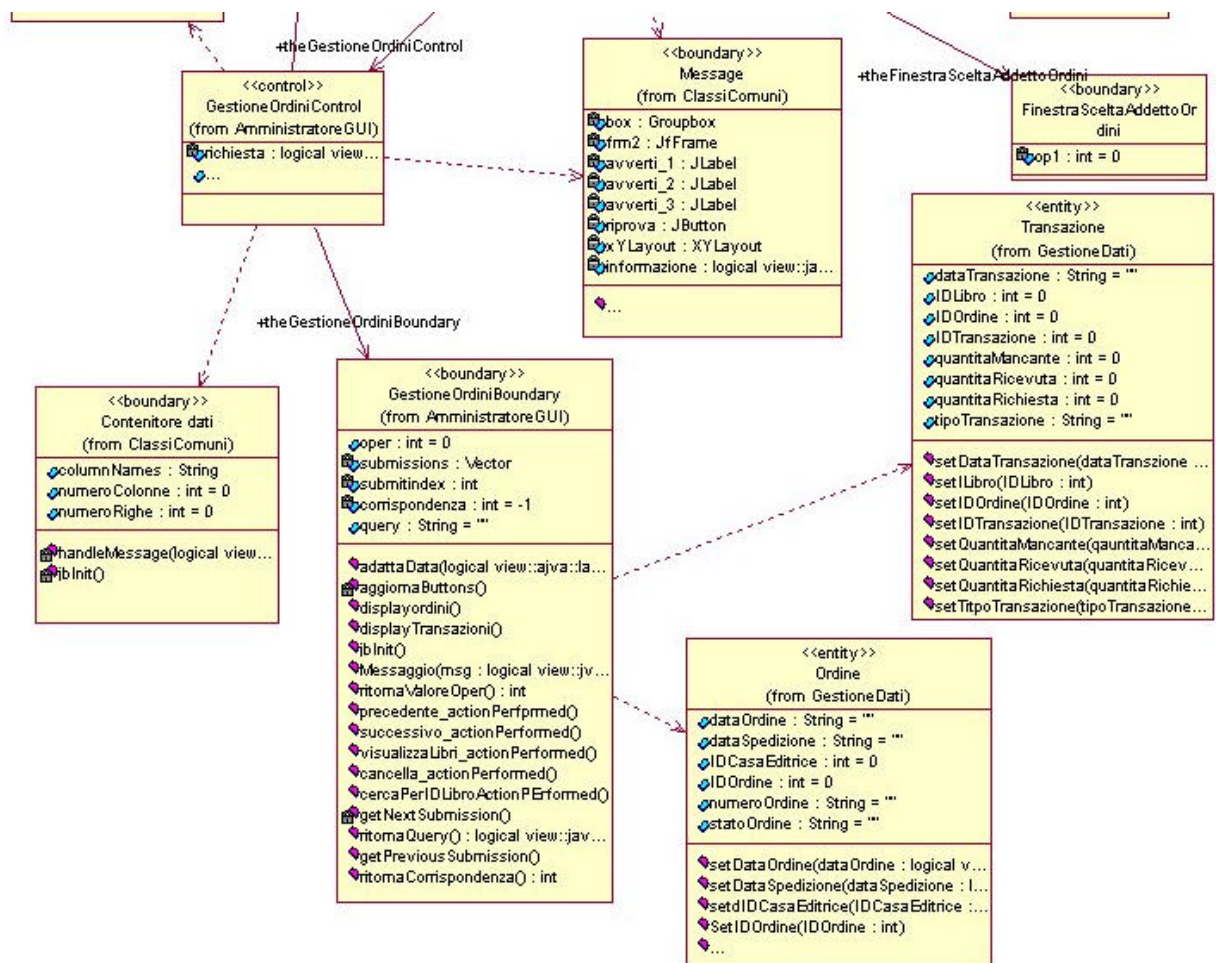 +theGestioneOrdiniControl
<<control>>
GestioneOrdiniControl
(from AmministratoreGUI)
richiesta : logical view...
...
<<boundary>>
Message
(from ClassiComuni)
box : Groupbox
frm2 : JfFrame
avverti_1 : JLabel
avverti_2 : JLabel
avverti_3 : JLabel
riprova : JButton
xYLayout : XYLayout
informazione : logical view::ja...
...
+theFinestraSceltaAddettoOrdini
<<boundary>>
FinestraSceltaAddettoOr
dini
op1 : int = 0
<<entity>>
Transazione
(from GestioneDati)
dataTransazione : String = ""
IDLibro : int = 0
IDOrdine : int = 0
IDTransazione : int = 0
quantitaMancante : int = 0
quantitaRicevuta : int = 0
quantitaRichiesta : int = 0
tipoTransazione : String = ""
setDataTransazione(dataTranszione ...
setILibro(IDLibro : int)
setIDOrdine(IDOrdine : int)
setIDTransazione(IDTransazione : int)
setQuantitaMancante(qauntitaManca...
setQuantitaRicevuta(quantitaRicev...
setQuantitaRichiesta(quantitaRichie...
setTitpoTransazione(tipoTransazione...
+theGestioneOrdiniBoundary
<<boundary>>
Contenitore dati
(from ClassiComuni)
columnNames : String
numeroColonne : int = 0
numeroRighe : int = 0
handleMessage(logical view...
jbInit()
<<boundary>>
GestioneOrdiniBoundary
(from AmministratoreGUI)
oper : int = 0
submissions : Vector
submitindex : int
corrispondenza : int = -1
query : String = ""
adattaData(logical view::ajva::la...
aggiornaButtons()
displayordini()
displayTransazioni()
jbInit()
Messaggio(msg : logical view::jv...
ritornaValoreOper() : int
precedente_actionPerfprmed()
successivo_actionPerformed()
visualizzaLibri_actionPerformed()
cancella_actionPerformed()
cercaPerIDLibroActionPErformed()
getNextSubmission()
ritornaQuery() : logical view::jav...
getPreviousSubmission()
ritornaCorrispondenza() : int
<<entity>>
Ordine
(from GestioneDati)
dataOrdine : String = ""
dataSpedizione : String = ""
IDCasaEditrice : int = 0
IDOrdine : int = 0
numeroOrdine : String = ""
statoOrdine : String = ""
setDataOrdine(dataOrdine : logical v...
setDataSpedizione(dataSpedizione : l...
setdIDCasaEditrice(IDCasaEditrice :...
SetIDOrdine(IDOrdine : int)
...